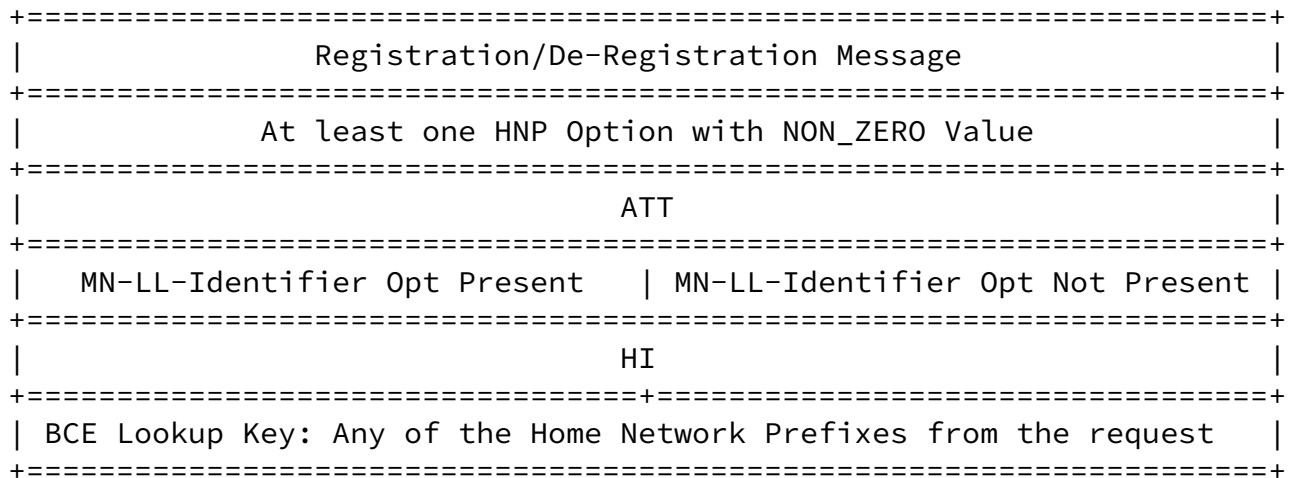 +=====================================================================+
|                Registration/De-Registration Message                 |
+=====================================================================+
|             At least one HNP Option with NON_ZERO Value             |
+=====================================================================+
|                                 ATT                                 |
+=====================================================================+
|   MN-LL-Identifier Opt Present   | MN-LL-Identifier Opt Not Present |
+=====================================================================+
|                                 HI                                  |
+==================================+==================================+
| BCE Lookup Key: Any of the Home Network Prefixes from the request   |
+=====================================================================+